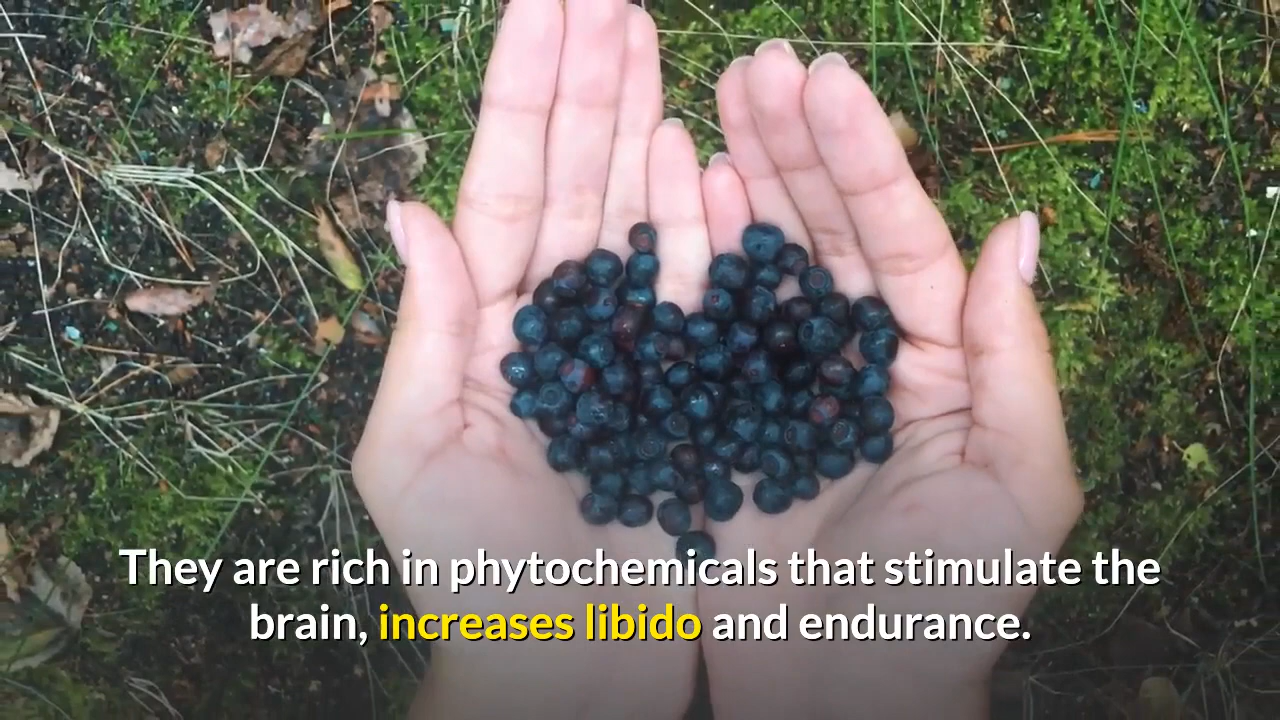 They are rich in phytochemicals that stimulate the
brain, increases libido and endurance.